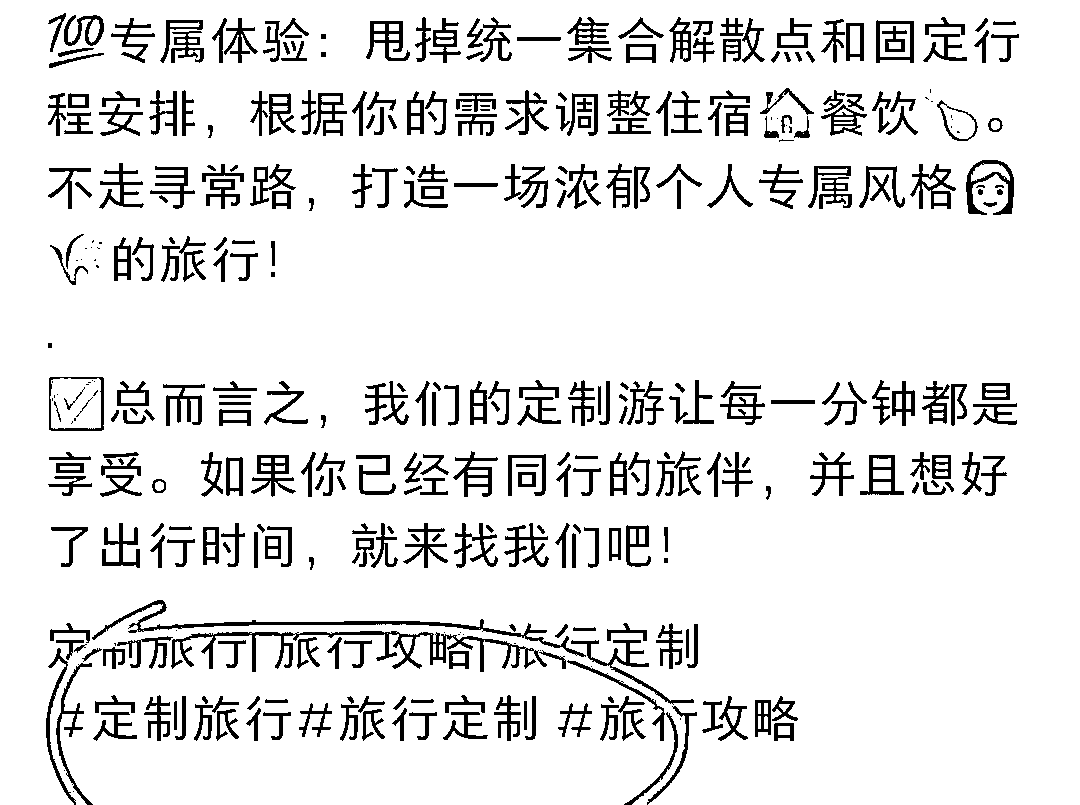 💯专属体验：甩掉统一集合解散点和固定行
程安排，根据你的需求调整住宿🏠餐饮🍗。
不走寻常路，打造一场浓郁个人专属风格👩
🌾的旅行！
.
✅总而言之，我们的定制游让每一分钟都是
享受。如果你已经有同行的旅伴，并且想好
了出行时间，就来找我们吧！
定制旅行|旅行攻略|旅行定制
#定制旅行#旅行定制 #旅行攻略